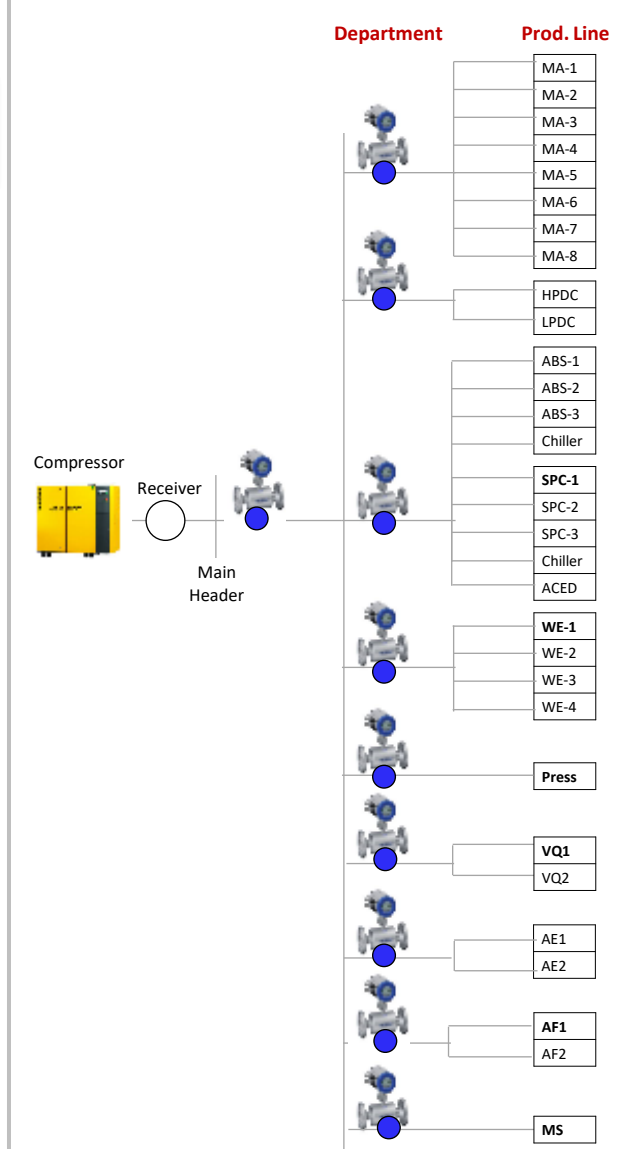 Department
Prod. Line
MA-1
MA-2
MA-3
MA-4
MA-5
MA-6
MA-7
MA-8
HPDC
LPDC
ABS-1
ABS-2
ABS-3
Chiller
Compressor
Receiver
Main
Header
SPC-1
SPC-2
SPC-3
Chiller
ACED
WE-1
WE-2
WE-3
WE-4
Press
VQ1
VQ2
AE1
AE2
AF1
AF2
MS